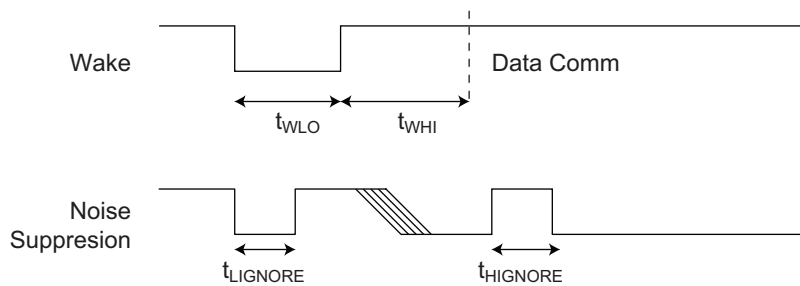 Wake
Data Comm
tWLO
tWHI
Noise
Suppresion
tLIGNORE
tHIGNORE